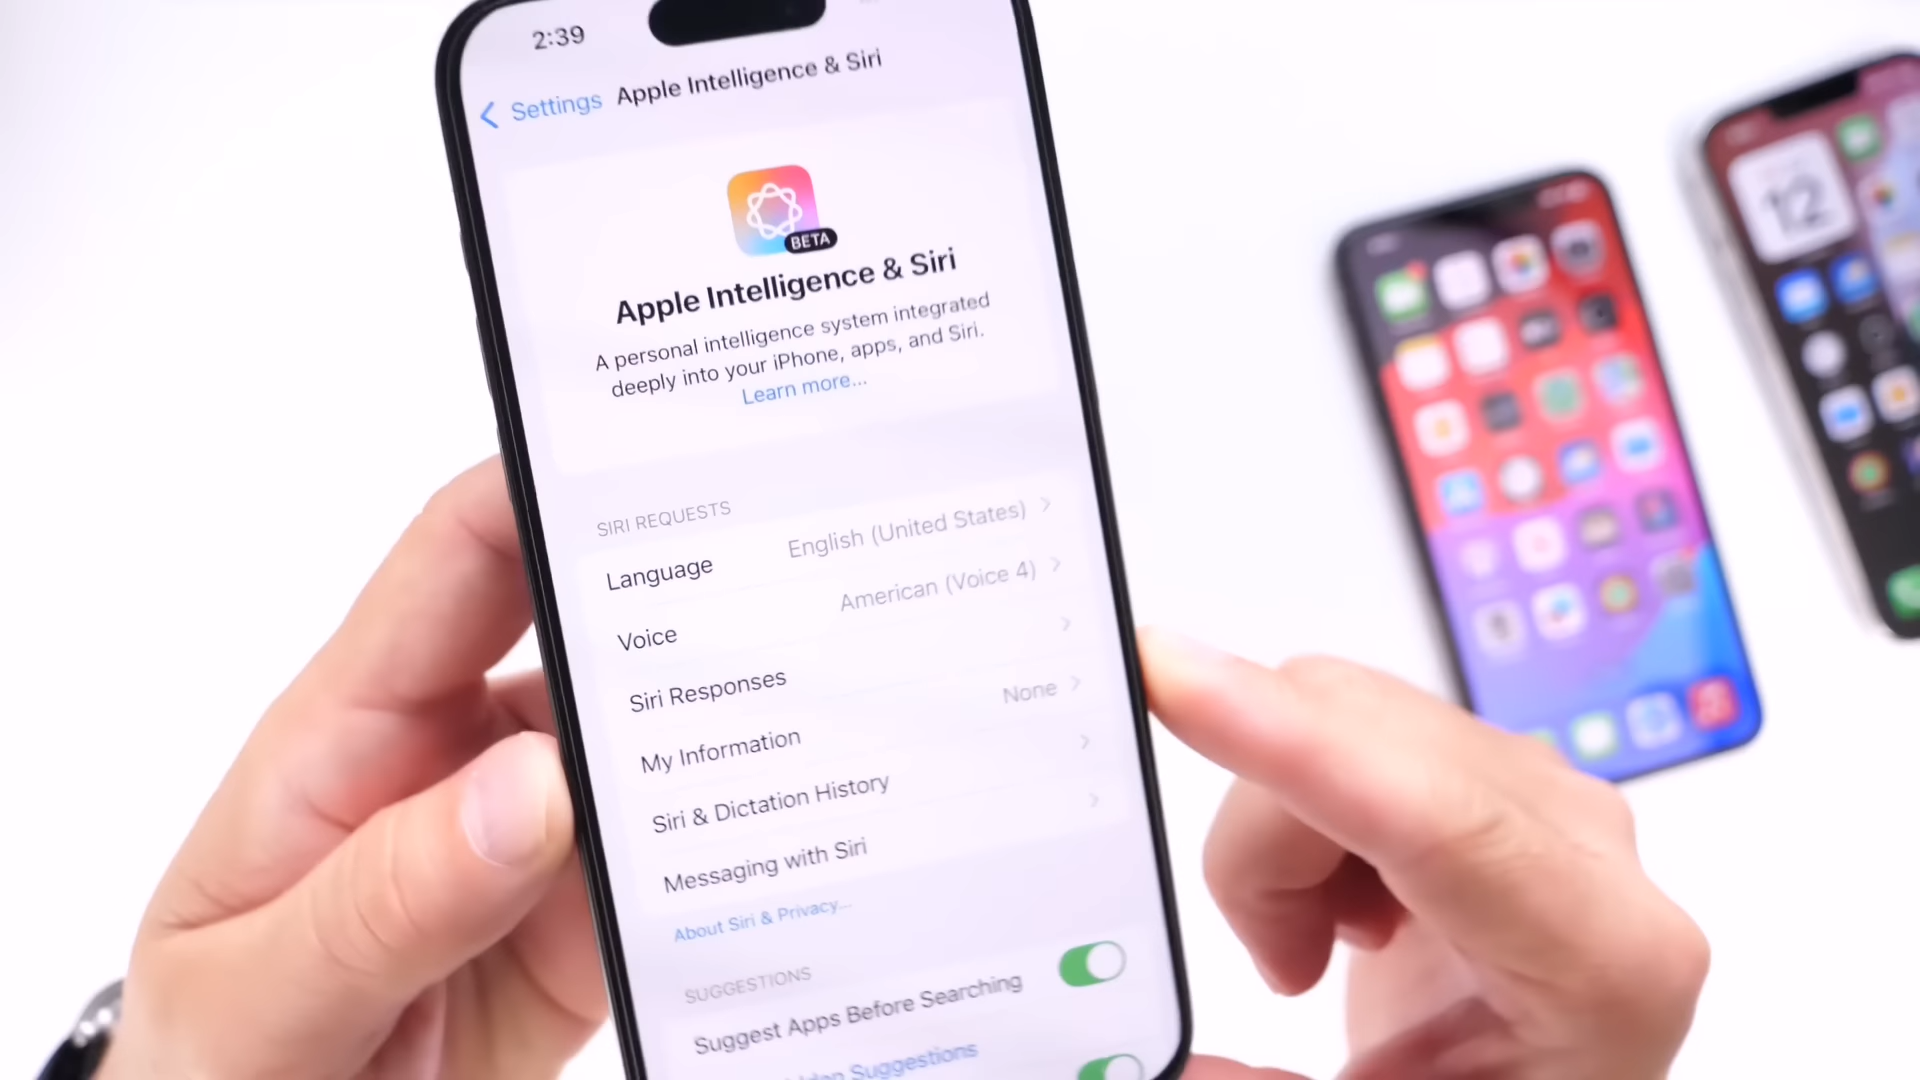 2:39
Settings Apple Intelligence & Siri
BETA
Apple Intelligence & Siri
A personal intelligence system integrated
deeply into your iPhone, apps, and Siri.
Learn more...
SIRI REQUESTS
Language English (United States)
Voice American (Voice 4)
Siri Responses
My Information None
Siri & Dictation History
Messaging with Siri
About Siri & Privacy...
SUGGESTIONS
Suggest Apps Before Searching
Suggestions
12